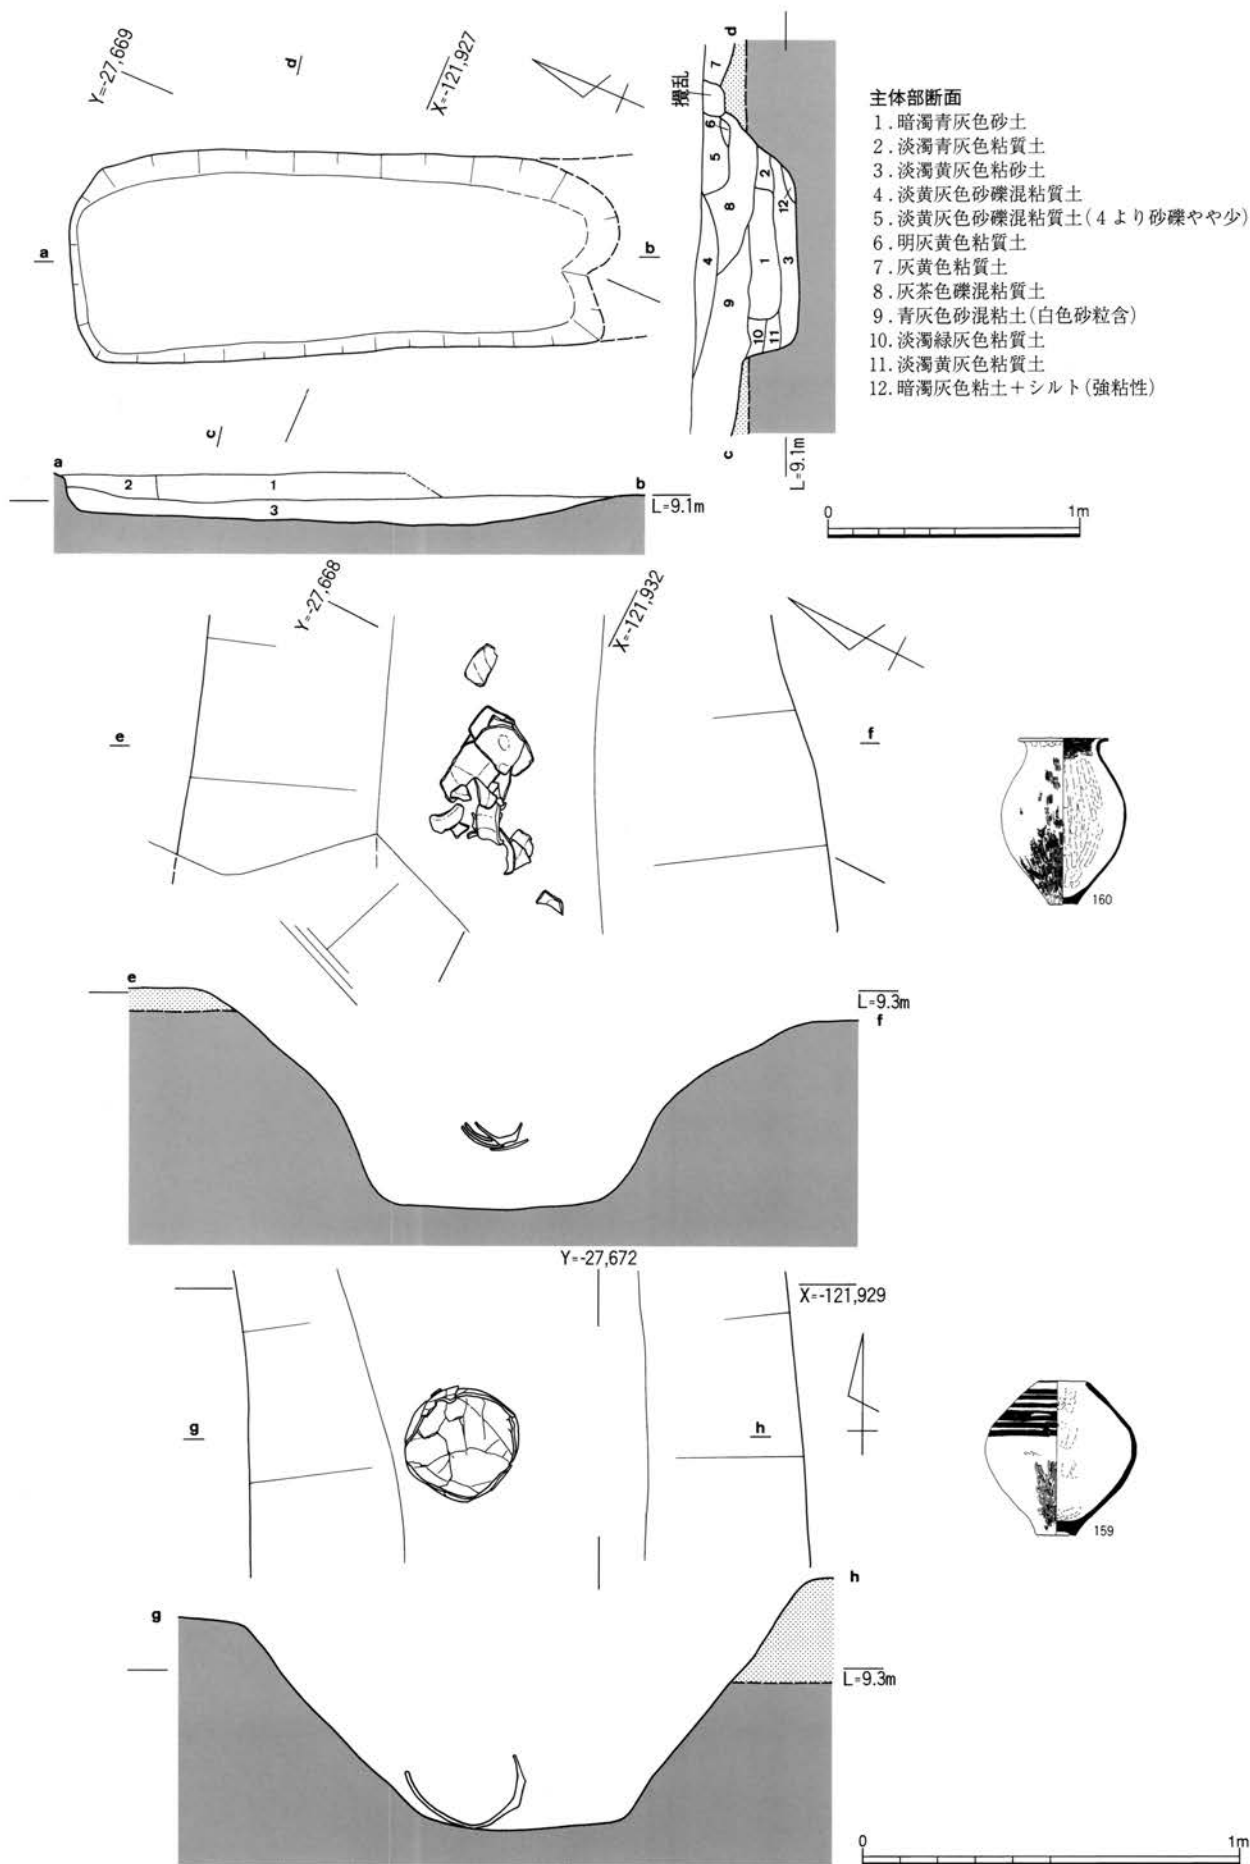 Y=-27,669
d
X=-121,927
a
b
c
d
攪乱
7
6
5
2
8
12
4
1
3
9
10
11
c
L=9.1m
主体部断面
1.暗濁青灰色砂土
2.淡濁青灰色粘質土
3.淡濁黄灰色粘砂土
4.淡黄灰色砂礫混粘質土
5.淡黄灰色砂礫混粘質土(4より砂礫やや少)
6.明灰黄色粘質土
7.灰黄色粘質土
8.灰茶色礫混粘質土
9.青灰色砂混粘土(白色砂粒含)
10.淡濁緑灰色粘質土
11.淡濁黄灰色粘質土
12.暗濁灰色粘土+シルト(強粘性)
a
2
1
3
b
L=9.1m
0 1m
Y=-27,668
X=-121,932
e
f
160
e
L=9.3m
f
Y=-27,672
X=-121,929
g
h
159
g
h
L=9.3m
0 1m